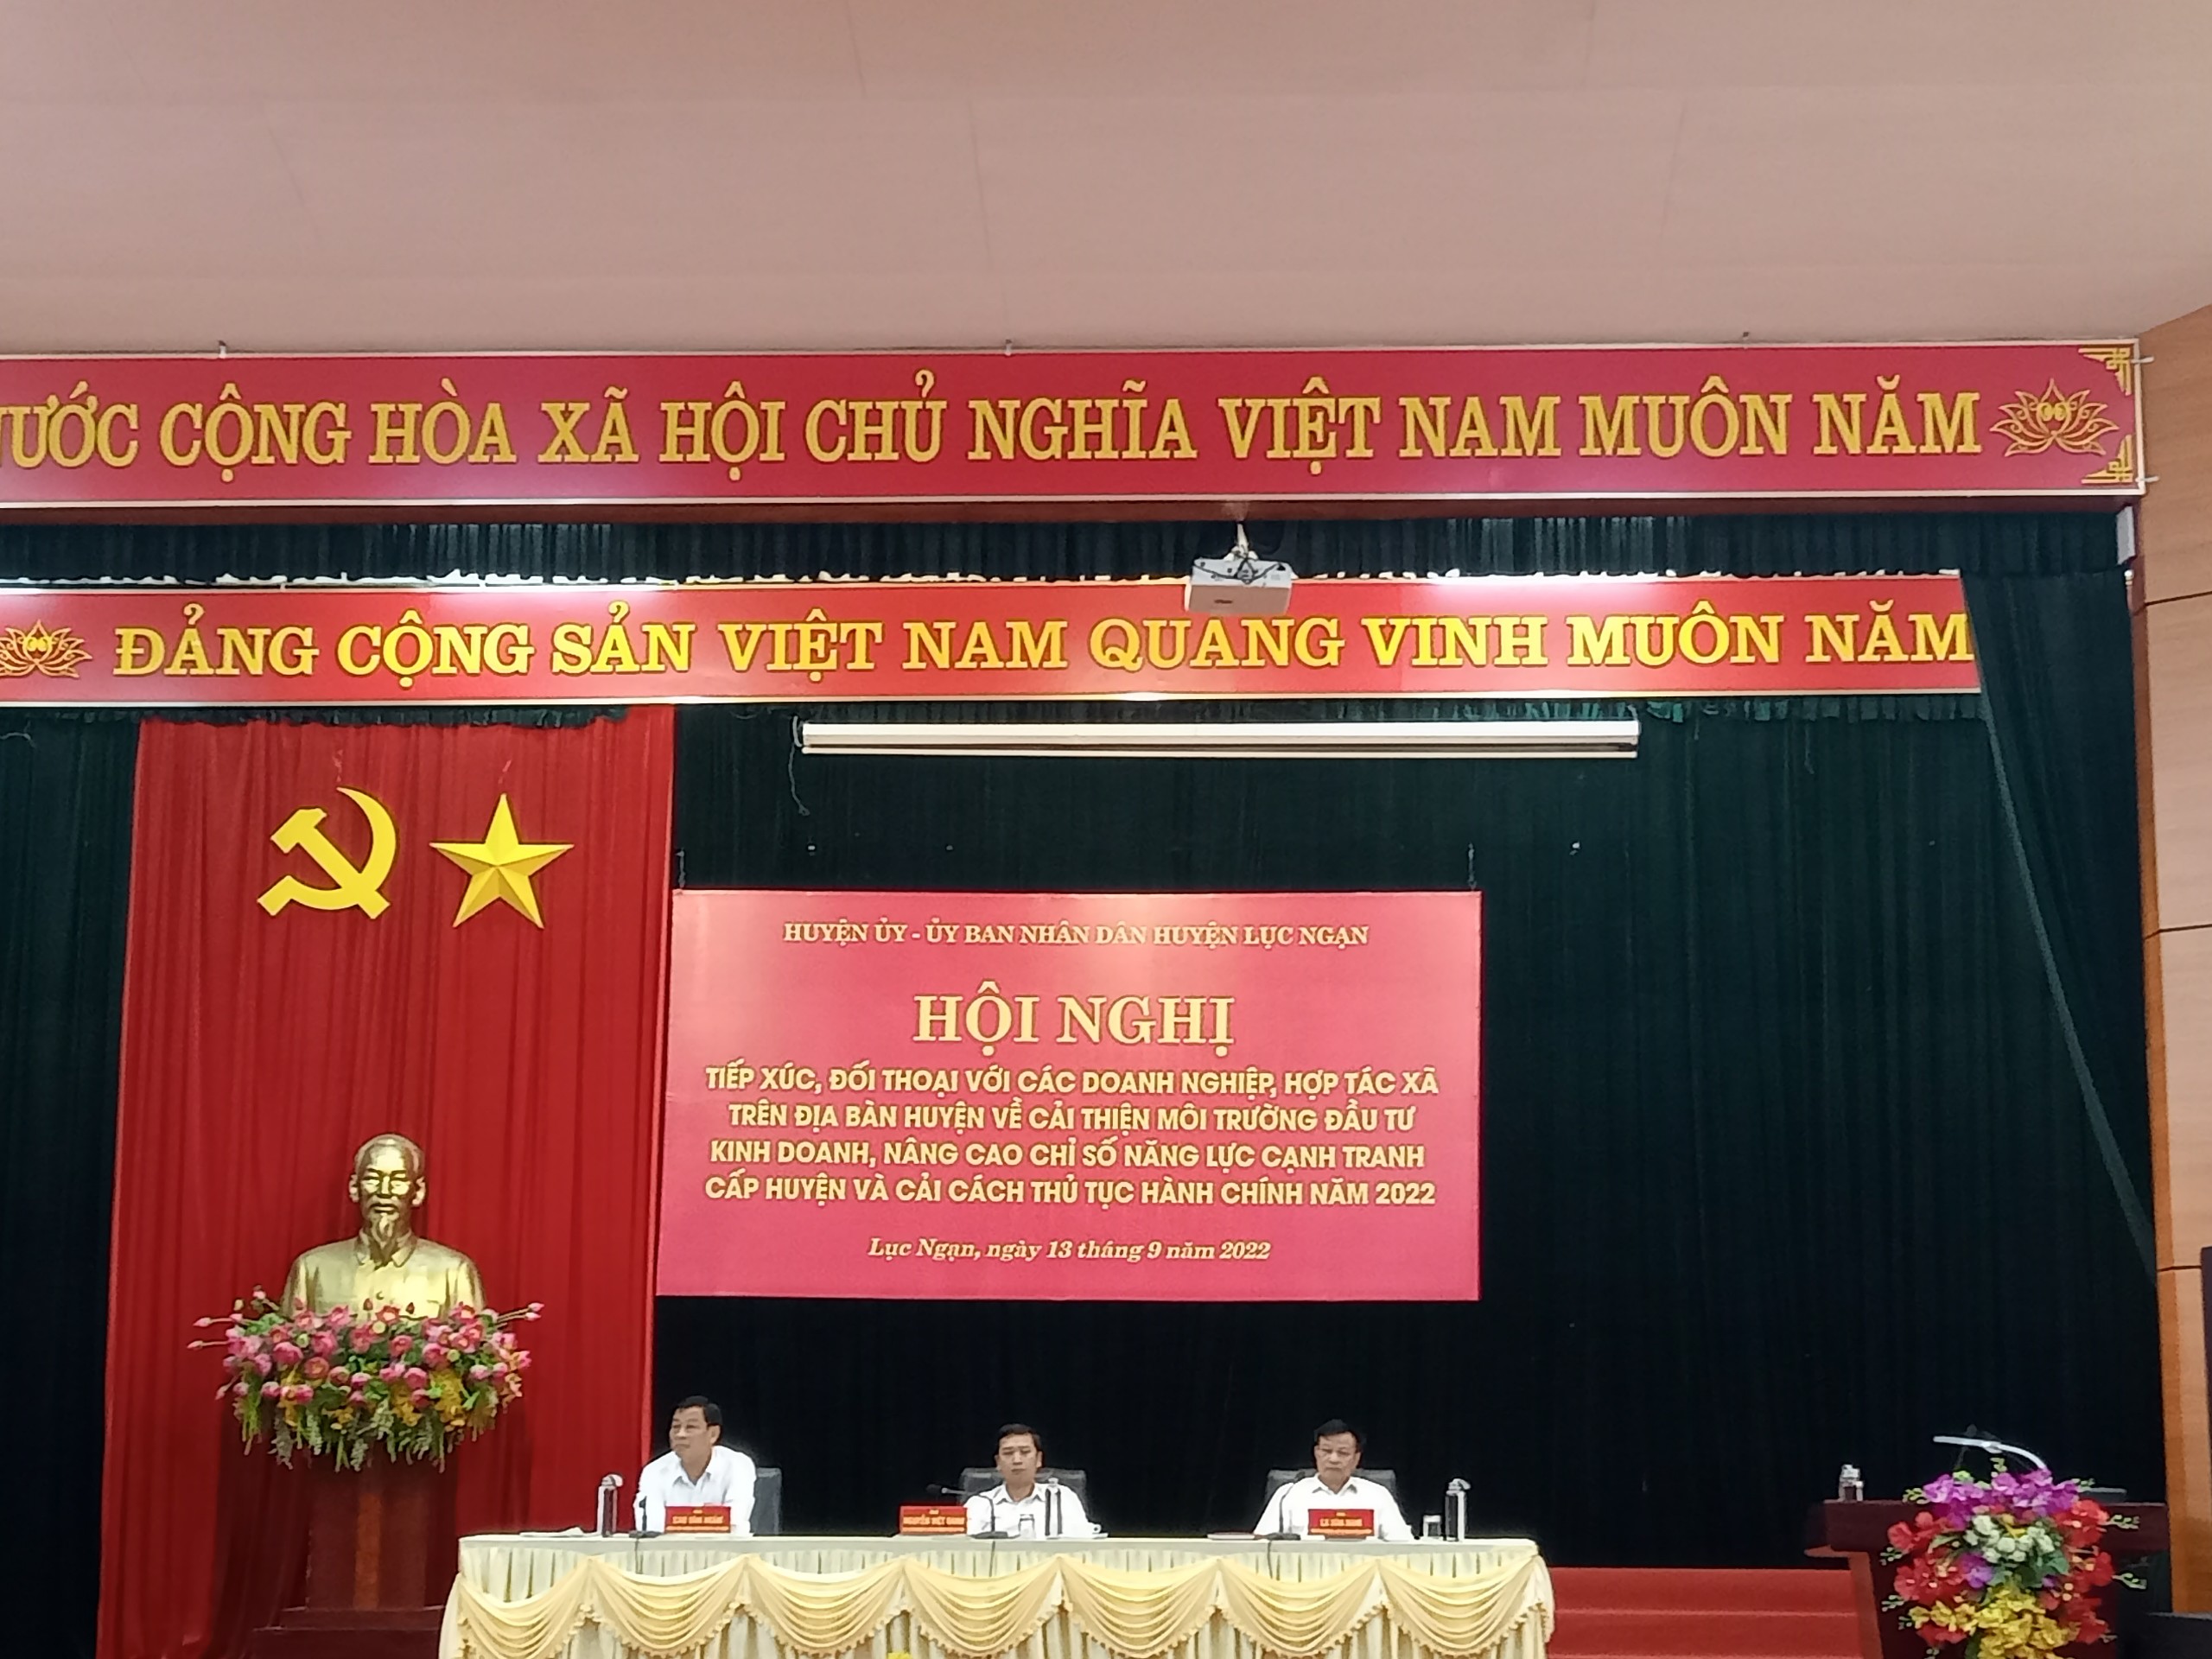 NƯỚC CỘNG HÒA XÃ HỘI CHỦ NGHĨA VIỆT NAM MUÔN NĂM
ĐẢNG CỘNG SẢN VIỆT NAM QUANG VINH MUÔN NĂM
HUYỆN ỦY - ỦY BAN NHÂN DÂN HUYỆN LỤC NGẠN
HỘI NGHỊ
TIẾP XÚC, ĐỐI THOẠI VỚI CÁC DOANH NGHIỆP, HỢP TÁC XÃ
TRÊN ĐỊA BÀN HUYỆN VỀ CẢI THIỆN MÔI TRƯỜNG ĐẦU TƯ
KINH DOANH, NÂNG CAO CHỈ SỐ NĂNG LỰC CẠNH TRANH
CẤP HUYỆN VÀ CẢI CÁCH THỦ TỤC HÀNH CHÍNH NĂM 2022
Lục Ngạn, ngày 13 tháng 9 năm 2022